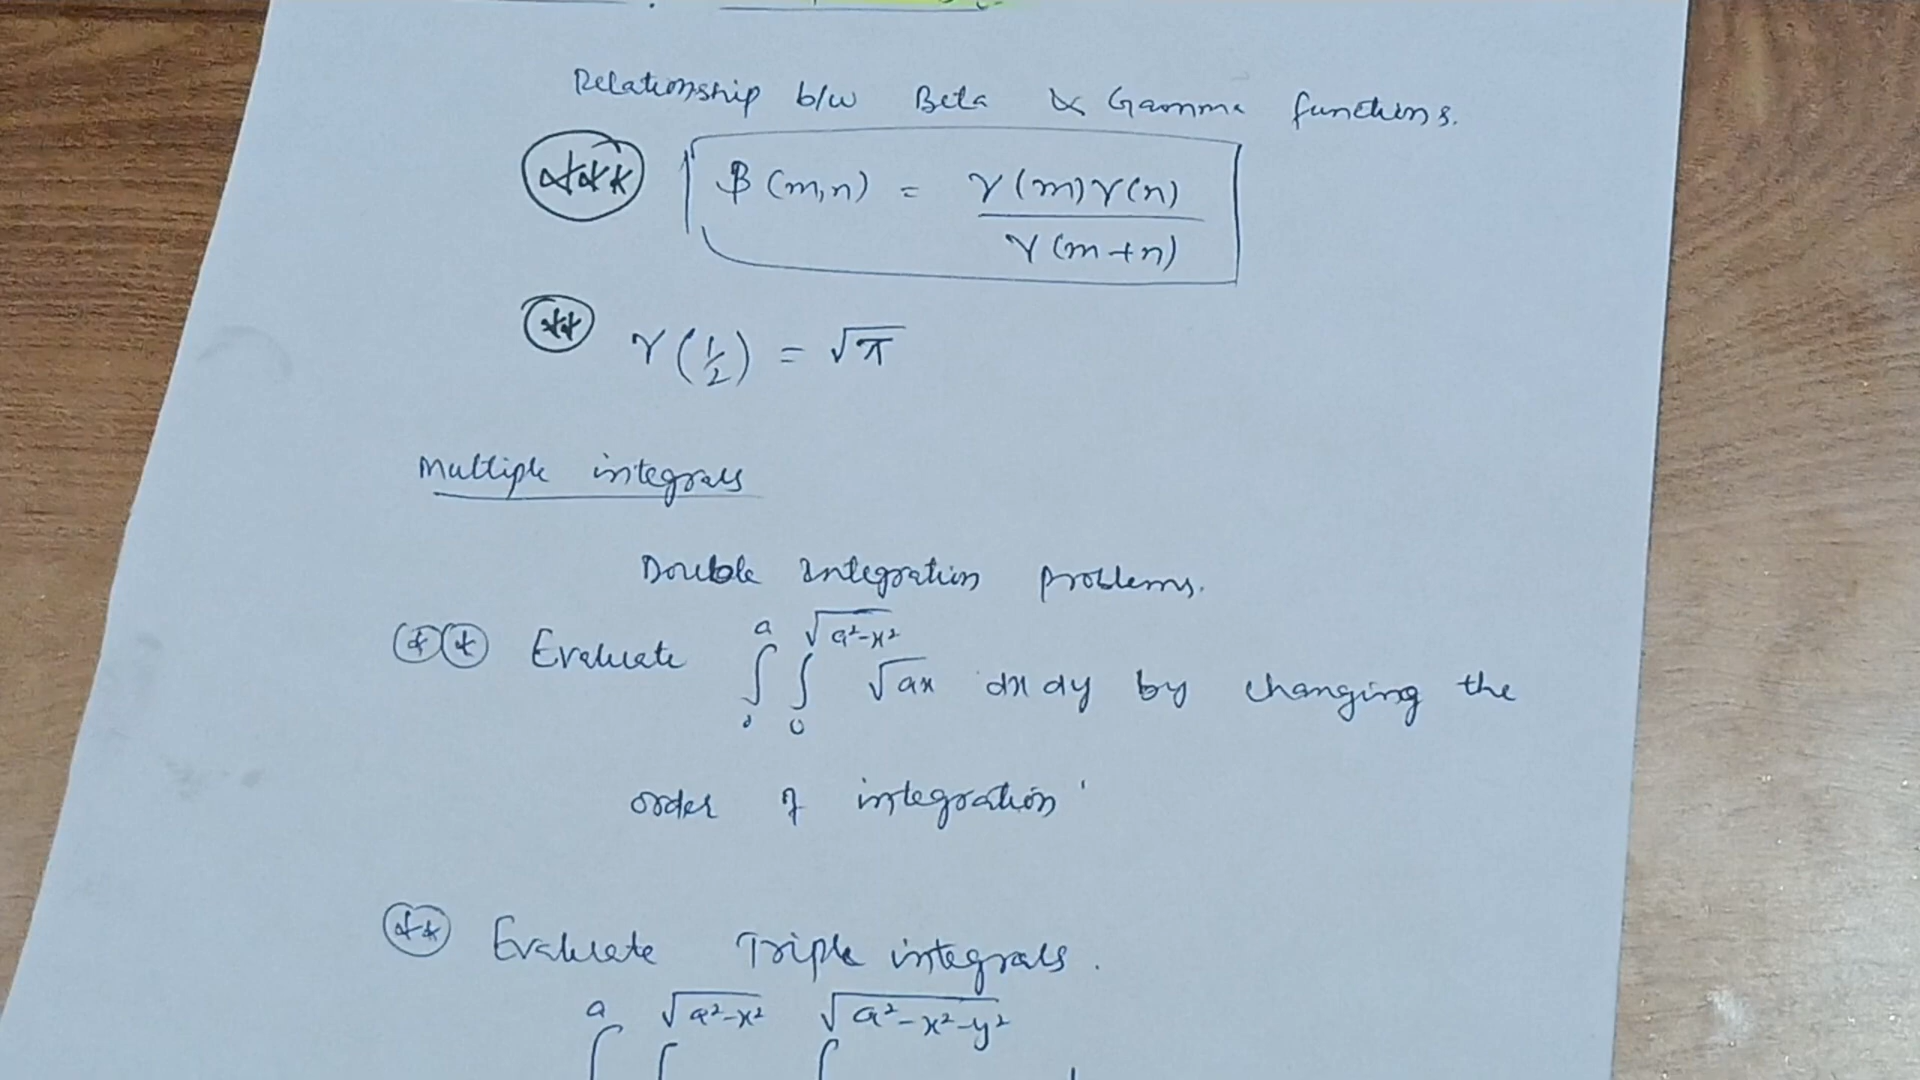 Relationship b/w Beta & Gamma functions.
*** β(m,n) = γ(m)γ(n) / γ(m+n)
** γ(1/2) = √π
Multiple integrals
Double Integration problems.
** Evaluate ∫₀^a ∫₀^√(a²-x²) √ax dx dy by changing the
order of integration
** Evaluate Triple integrals.
∫^a ∫^√(a²-x²) ∫^√(a²-x²-y²)